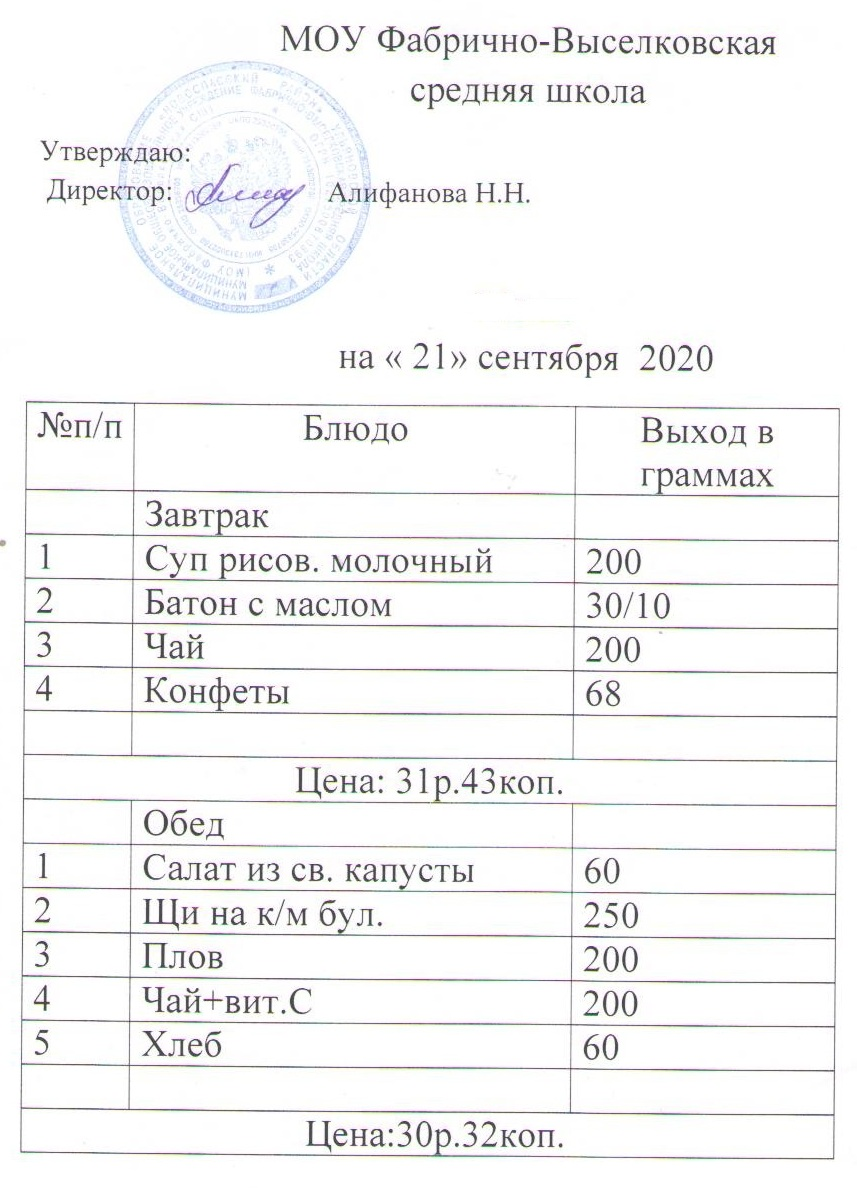 МОУ Фабрично-Выселковская
средняя школа
Утверждаю:
Директор: Алифанова Н.Н.
на « 21» сентября 2020
№п/п Блюдо Выход в
граммах
Завтрак
1 Суп рисов. молочный 200
2 Батон с маслом 30/10
3 Чай 200
4 Конфеты 68
Цена: 31р.43коп.
Обед
1 Салат из св. капусты 60
2 Щи на к/м бул. 250
3 Плов 200
4 Чай+вит.С 200
5 Хлеб 60
Цена:30р.32коп.